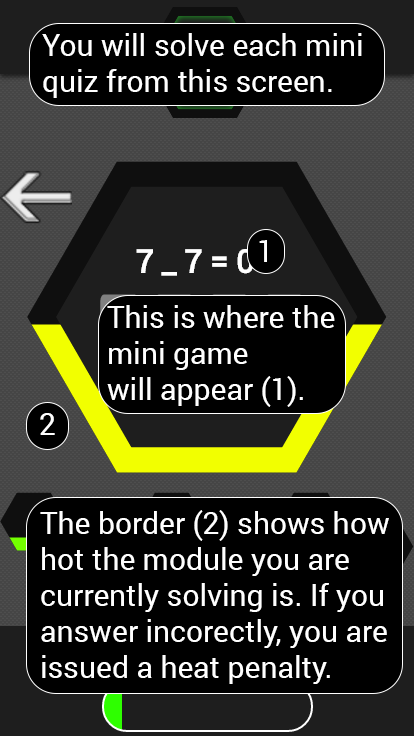 You will solve each mini
quiz from this screen.
7 _ 7 = 0
1
This is where the
mini game
will appear (1).
2
The border (2) shows how
hot the module you are
currently solving is. If you
answer incorectly, you are
issued a heat penalty.